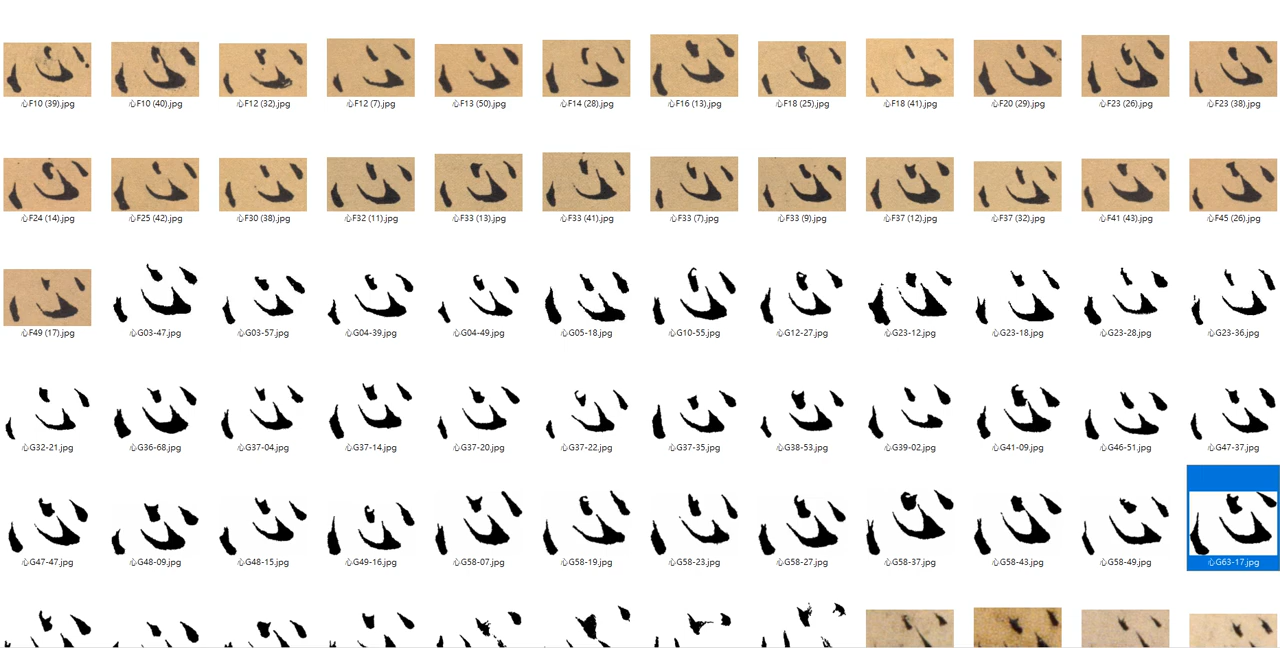 心F10 (39).jpg 心F10 (40).jpg 心F12 (32).jpg 心F12 (7).jpg 心F13 (50).jpg 心F14 (28).jpg 心F16 (13).jpg 心F18 (25).jpg 心F18 (41).jpg 心F20 (29).jpg 心F23 (26).jpg 心F23 (38).jpg
心F24 (14).jpg 心F25 (42).jpg 心F30 (38).jpg 心F32 (11).jpg 心F33 (13).jpg 心F33 (41).jpg 心F33 (7).jpg 心F33 (9).jpg 心F37 (12).jpg 心F37 (32).jpg 心F41 (43).jpg 心F45 (26).jpg
心F49 (17).jpg 心G03-47.jpg 心G03-57.jpg 心G04-39.jpg 心G04-49.jpg 心G05-18.jpg 心G10-55.jpg 心G12-27.jpg 心G23-12.jpg 心G23-18.jpg 心G23-28.jpg 心G23-36.jpg
心G32-21.jpg 心G36-68.jpg 心G37-04.jpg 心G37-14.jpg 心G37-20.jpg 心G37-22.jpg 心G37-35.jpg 心G38-53.jpg 心G39-02.jpg 心G41-09.jpg 心G46-51.jpg 心G47-37.jpg
心G47-47.jpg 心G48-09.jpg 心G48-15.jpg 心G49-16.jpg 心G58-07.jpg 心G58-19.jpg 心G58-23.jpg 心G58-27.jpg 心G58-37.jpg 心G58-43.jpg 心G58-49.jpg 心G63-17.jpg